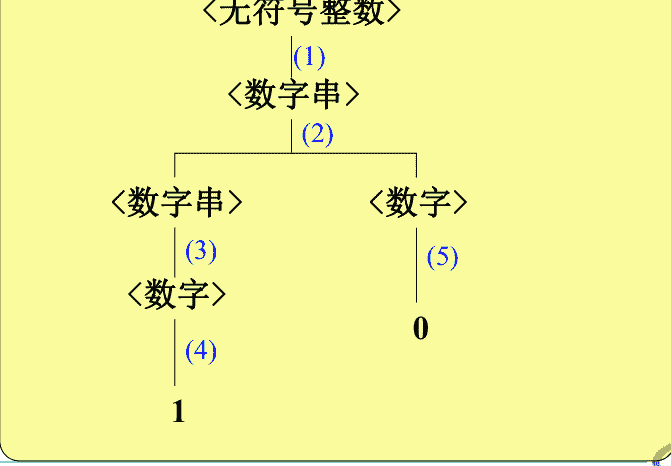 <无符号整数>
(1)
<数字串>
(2)
<数字串> <数字>
(3) (5)
<数字>
0
(4)
1